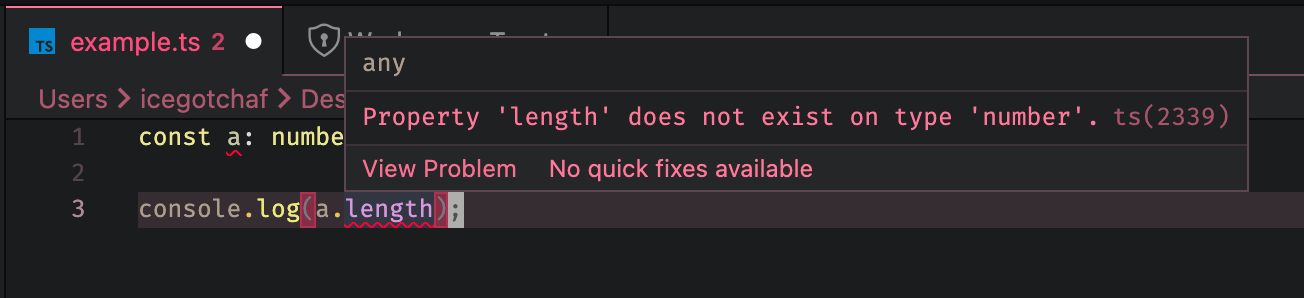 TS example.ts 2
any
Users > icegotchaf > Des
Property 'length' does not exist on type 'number'. ts(2339)
1 const a: numbe
View Problem No quick fixes available
2
3 console.log(a.length);